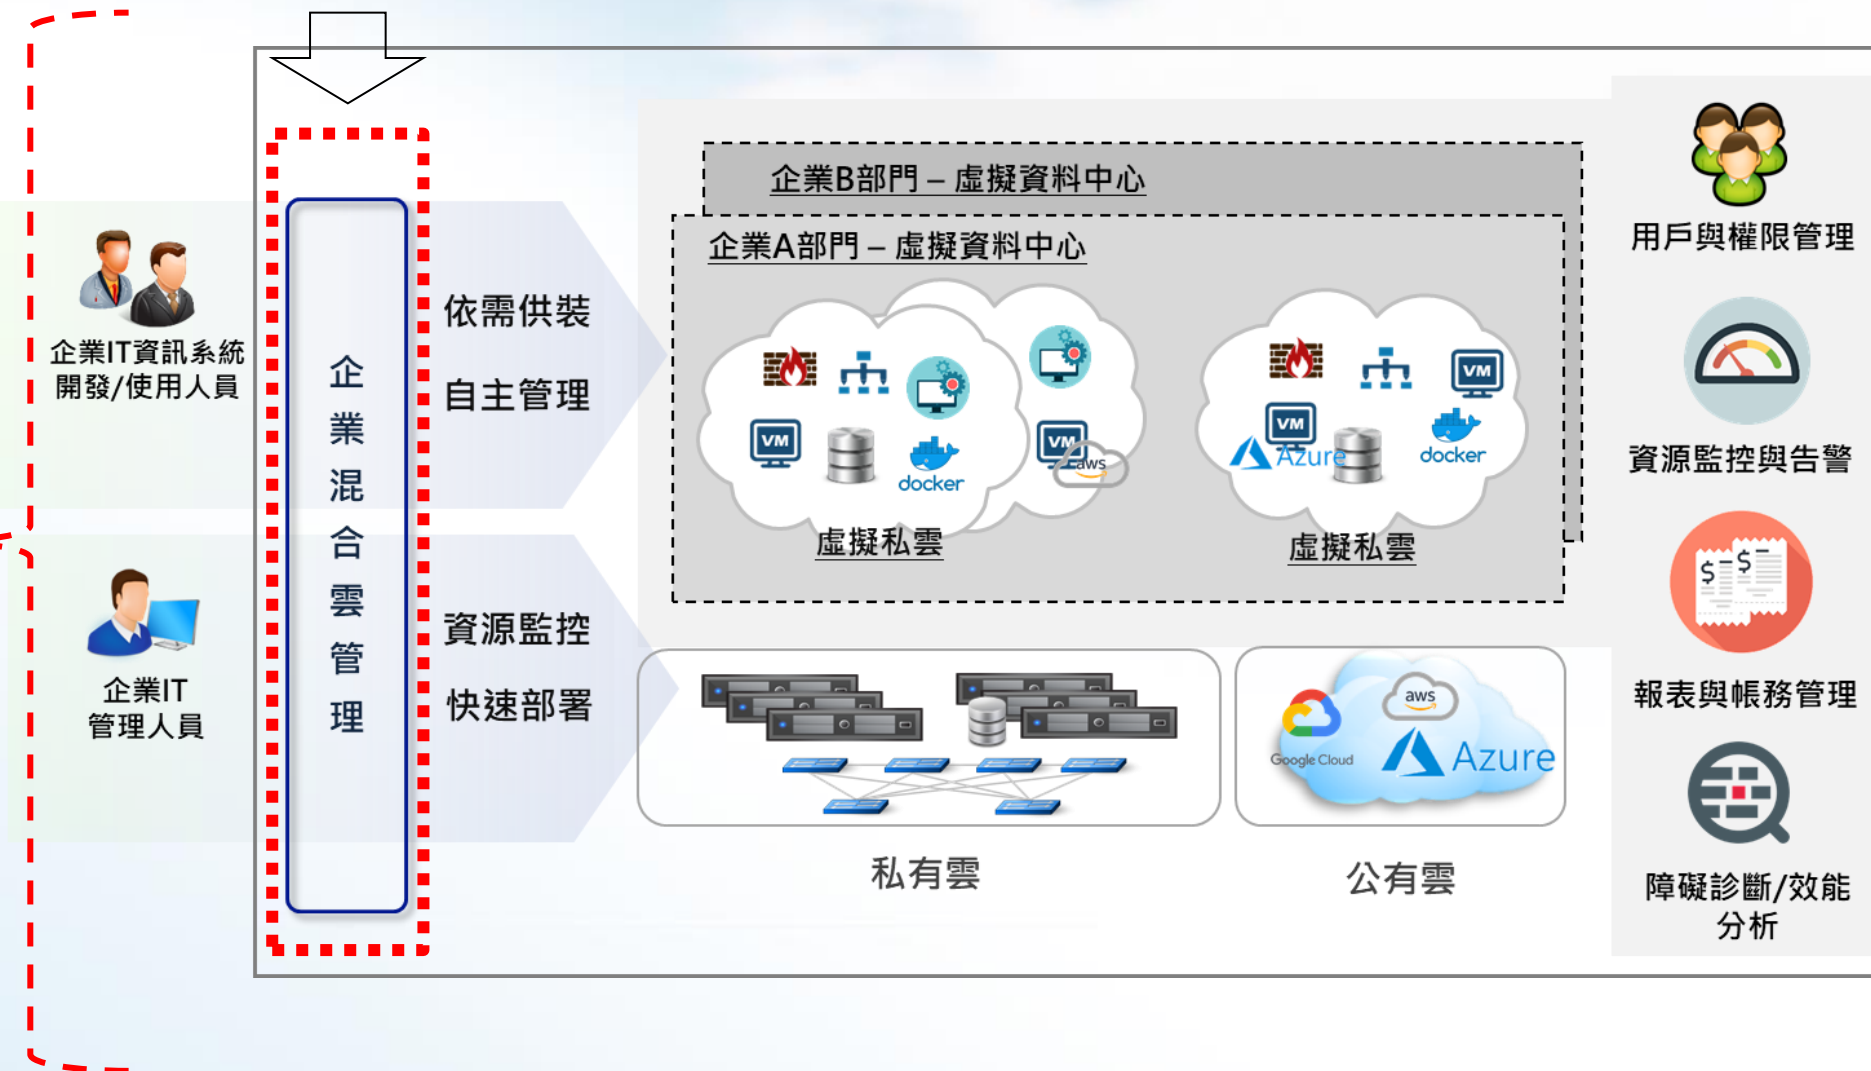 企業IT資訊系統
開發/使用人員
企業IT
管理人員
企
業
混
合
雲
管
理
依需供裝
自主管理
資源監控
快速部署
企業B部門 – 虛擬資料中心
企業A部門 – 虛擬資料中心
VM
docker
VM
aws
虛擬私雲
VM
VM
Azure
docker
虛擬私雲
私有雲
Google Cloud
aws
Azure
公有雲
用戶與權限管理
資源監控與告警
$
$
報表與帳務管理
障礙診斷/效能
分析